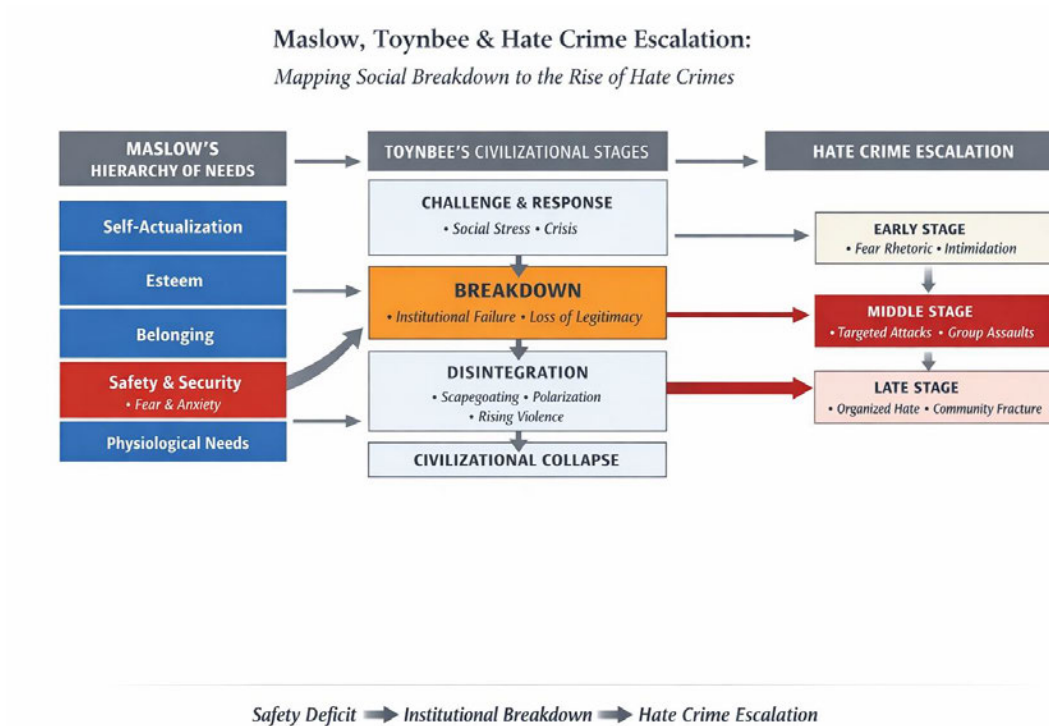 Maslow, Toynbee & Hate Crime Escalation:
Mapping Social Breakdown to the Rise of Hate Crimes
MASLOW'S
HIERARCHY OF NEEDS
Self-Actualization
Esteem
Belonging
Safety & Security
• Fear & Anxiety
Physiological Needs
TOYNBEE'S CIVILIZATIONAL STAGES
CHALLENGE & RESPONSE
• Social Stress • Crisis
BREAKDOWN
• Institutional Failure • Loss of Legitimacy
DISINTEGRATION
• Scapegoating • Polarization
• Rising Violence
CIVILIZATIONAL COLLAPSE
HATE CRIME ESCALATION
EARLY STAGE
• Fear Rhetoric • Intimidation
MIDDLE STAGE
• Targeted Attacks • Group Assaults
LATE STAGE
• Organized Hate • Community Fracture
Safety Deficit ➡ Institutional Breakdown ➡ Hate Crime Escalation